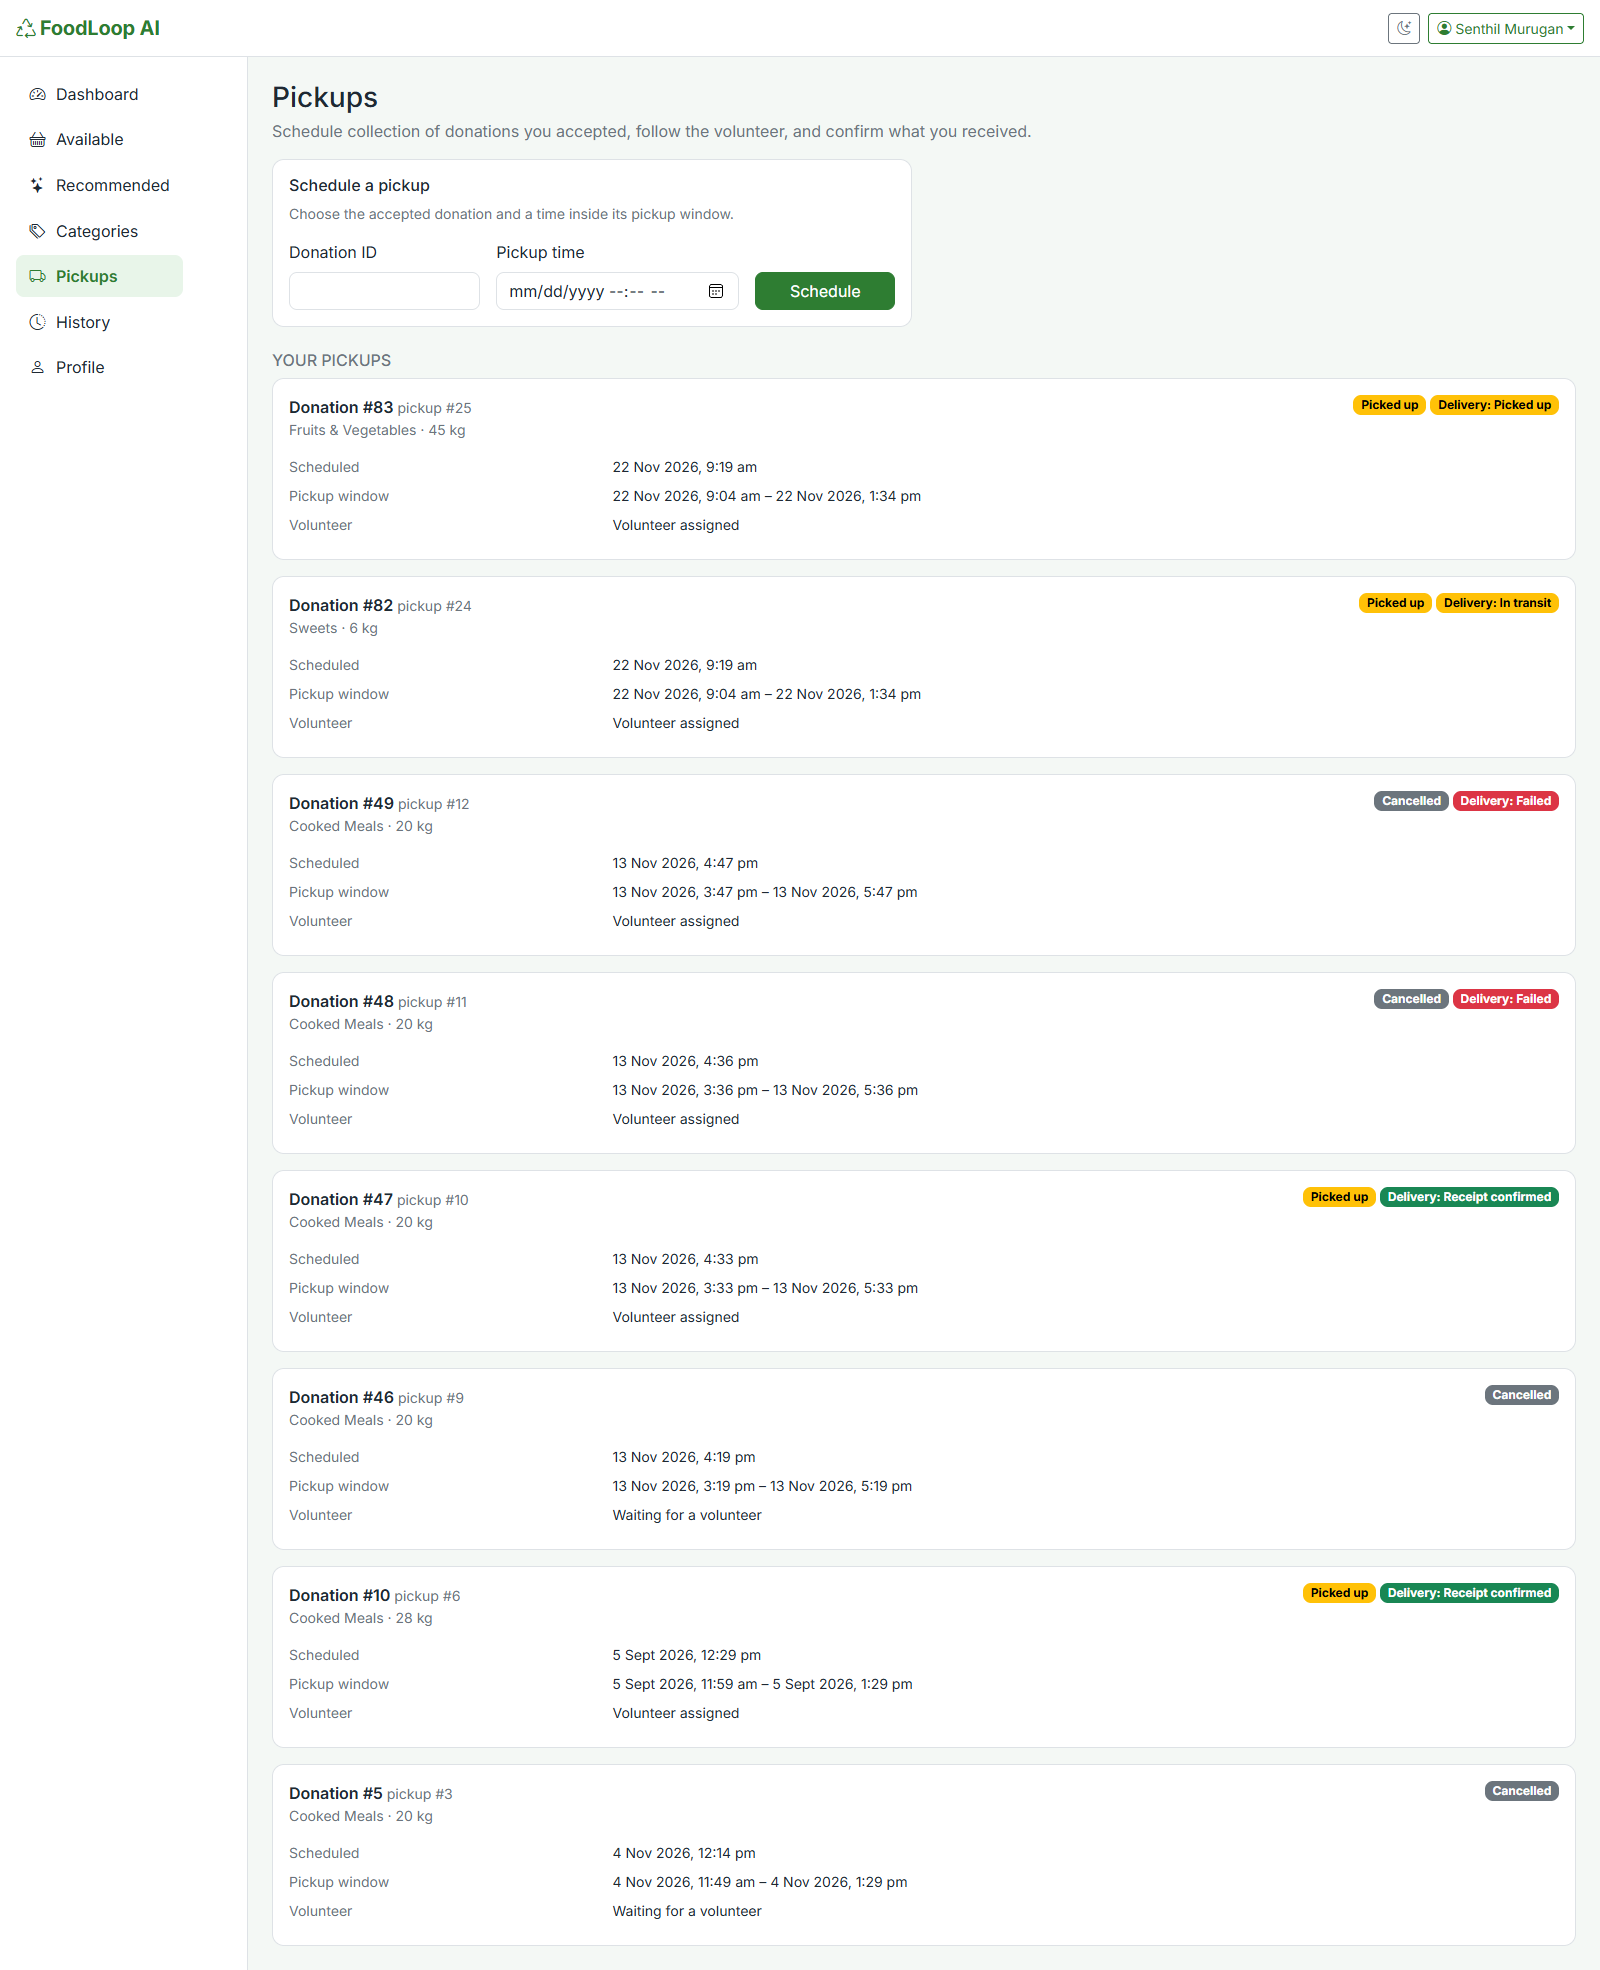 FoodLoop AI
Senthil Murugan
Dashboard
Available
Recommended
Categories
Pickups
History
Profile
Pickups
Schedule collection of donations you accepted, follow the volunteer, and confirm what you received.
Schedule a pickup
Choose the accepted donation and a time inside its pickup window.
Donation ID
Pickup time
mm/dd/yyyy --:-- --
Schedule
YOUR PICKUPS
Donation #83 pickup #25
Picked up
Delivery: Picked up
Fruits & Vegetables · 45 kg
Scheduled 22 Nov 2026, 9:19 am
Pickup window 22 Nov 2026, 9:04 am – 22 Nov 2026, 1:34 pm
Volunteer Volunteer assigned
Donation #82 pickup #24
Picked up
Delivery: In transit
Sweets · 6 kg
Scheduled 22 Nov 2026, 9:19 am
Pickup window 22 Nov 2026, 9:04 am – 22 Nov 2026, 1:34 pm
Volunteer Volunteer assigned
Donation #49 pickup #12
Cancelled
Delivery: Failed
Cooked Meals · 20 kg
Scheduled 13 Nov 2026, 4:47 pm
Pickup window 13 Nov 2026, 3:47 pm – 13 Nov 2026, 5:47 pm
Volunteer Volunteer assigned
Donation #48 pickup #11
Cancelled
Delivery: Failed
Cooked Meals · 20 kg
Scheduled 13 Nov 2026, 4:36 pm
Pickup window 13 Nov 2026, 3:36 pm – 13 Nov 2026, 5:36 pm
Volunteer Volunteer assigned
Donation #47 pickup #10
Picked up
Delivery: Receipt confirmed
Cooked Meals · 20 kg
Scheduled 13 Nov 2026, 4:33 pm
Pickup window 13 Nov 2026, 3:33 pm – 13 Nov 2026, 5:33 pm
Volunteer Volunteer assigned
Donation #46 pickup #9
Cancelled
Cooked Meals · 20 kg
Scheduled 13 Nov 2026, 4:19 pm
Pickup window 13 Nov 2026, 3:19 pm – 13 Nov 2026, 5:19 pm
Volunteer Waiting for a volunteer
Donation #10 pickup #6
Picked up
Delivery: Receipt confirmed
Cooked Meals · 28 kg
Scheduled 5 Sept 2026, 12:29 pm
Pickup window 5 Sept 2026, 11:59 am – 5 Sept 2026, 1:29 pm
Volunteer Volunteer assigned
Donation #5 pickup #3
Cancelled
Cooked Meals · 20 kg
Scheduled 4 Nov 2026, 12:14 pm
Pickup window 4 Nov 2026, 11:49 am – 4 Nov 2026, 1:29 pm
Volunteer Waiting for a volunteer